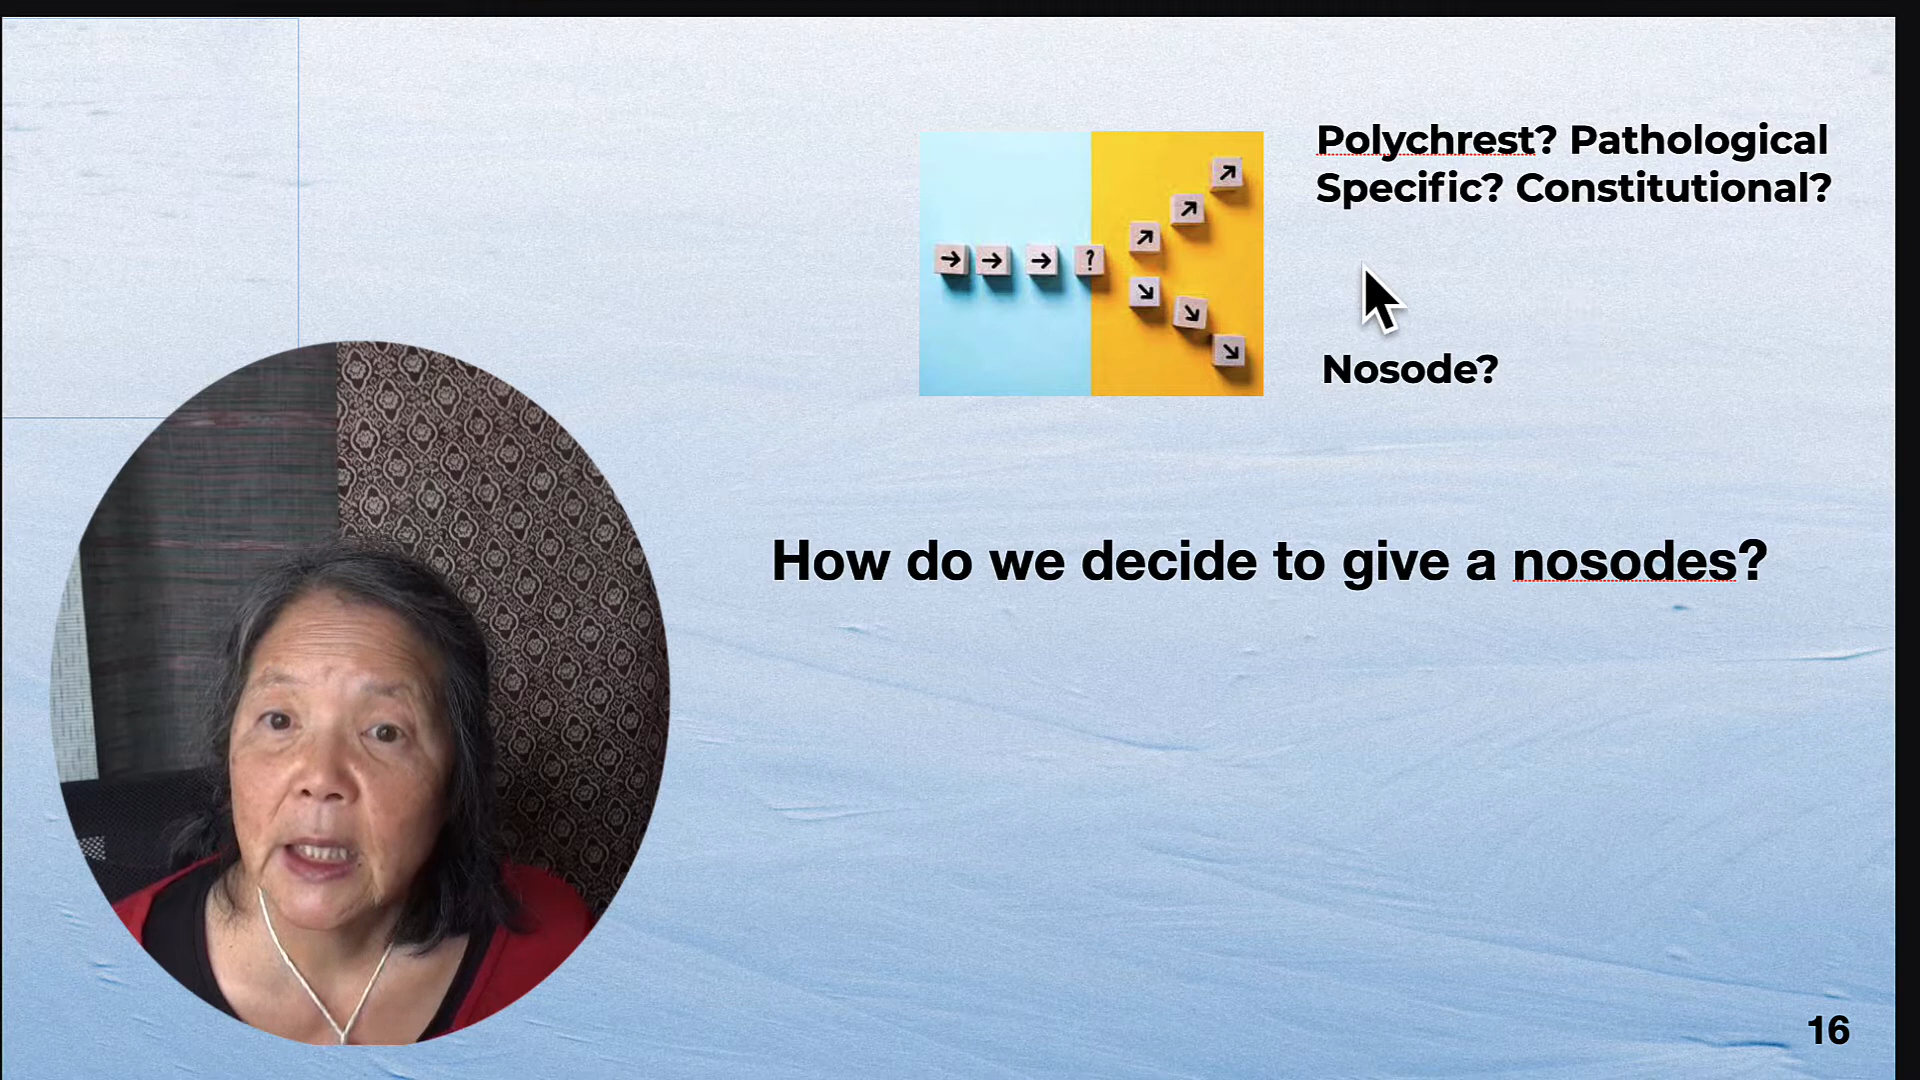 Polychrest? Pathological
Specific? Constitutional?
?
Nosode?
How do we decide to give a nosodes?
16